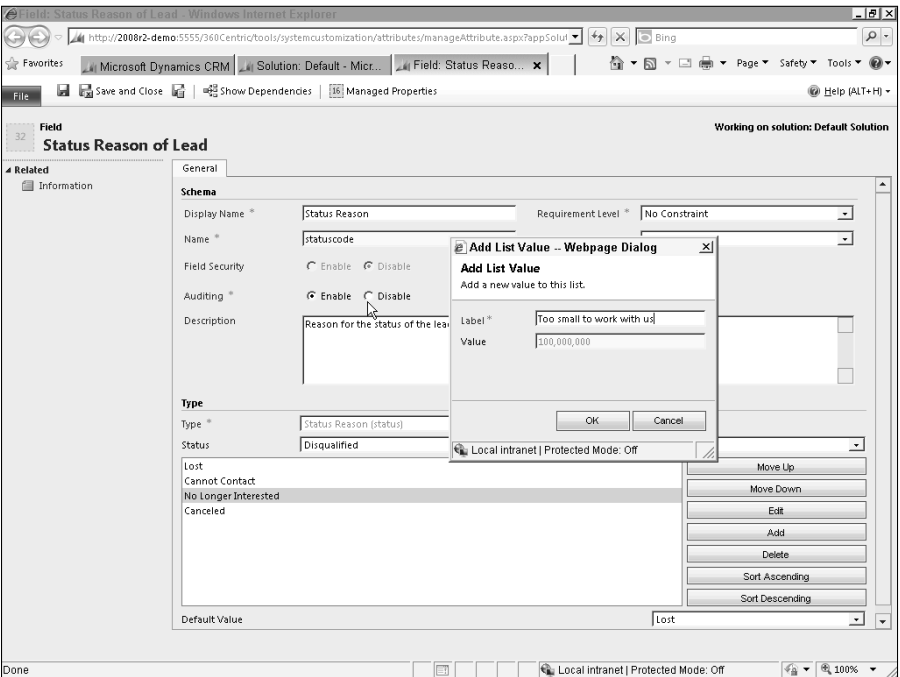 Field: Status Reason of Lead - Windows Internet Explorer
http://2008r2-demo:5555/360Centric/tools/systemcustomization/attributes/manageAttribute.aspx?appSolut
Bing
Favorites
Microsoft Dynamics CRM
Solution: Default - Micr...
Field: Status Reaso... x
Page Safety Tools
File
Save and Close
Show Dependencies
16 Managed Properties
Help (ALT+H)
32
Field
Status Reason of Lead
Working on solution: Default Solution
Related
Information
General
Schema
Display Name *
Status Reason
Requirement Level *
No Constraint
Name *
statuscode
Field Security
Enable Disable
Auditing *
Enable Disable
Description
Reason for the status of the lea
Add List Value -- Webpage Dialog
Add List Value
Add a new value to this list.
Label *
Too small to work with us
Value
100,000,000
OK
Cancel
Local intranet | Protected Mode: Off
Type
Type *
Status Reason (status)
Status
Disqualified
Lost
Cannot Contact
No Longer Interested
Canceled
Move Up
Move Down
Edit
Add
Delete
Sort Ascending
Sort Descending
Default Value
Lost
Done
Local intranet | Protected Mode: Off
100%